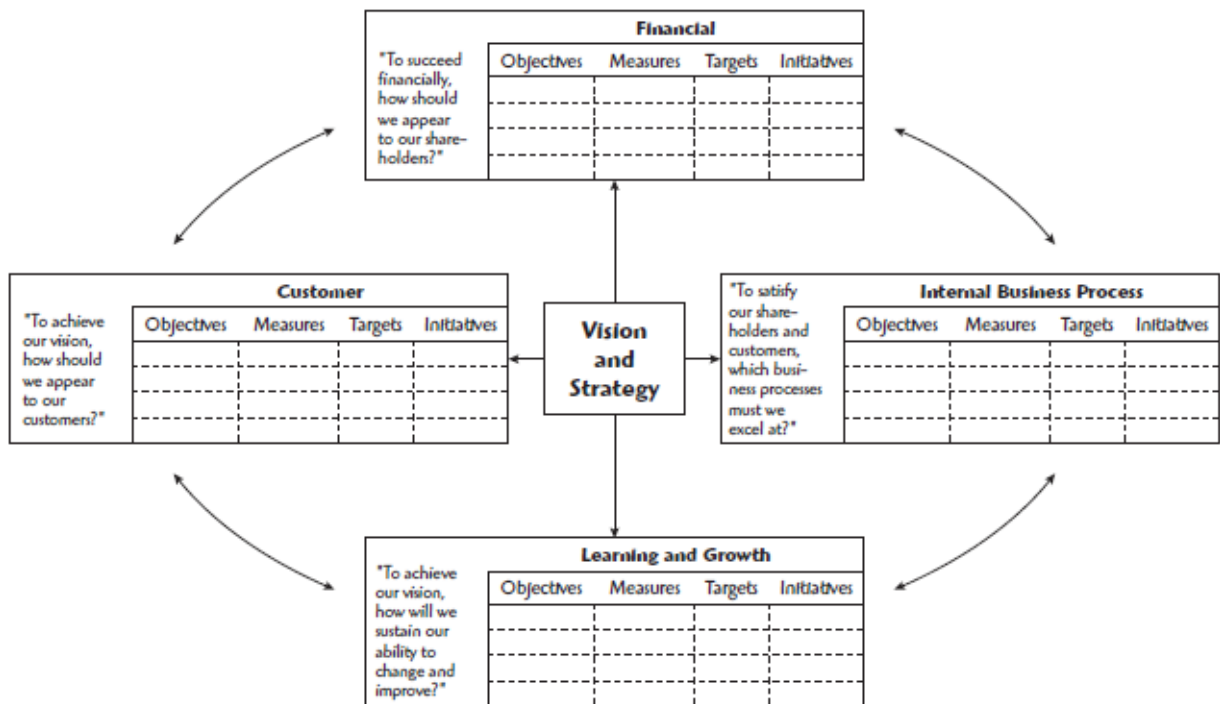 Financial
"To succeed
financially,
how should
we appear
to our share-
holders?"
Objectives Measures Targets Initiatives
Customer
"To achieve
our vision,
how should
we appear
to our
customers?"
Objectives Measures Targets Initiatives
Vision
and
Strategy
Internal Business Process
"To satisfy
our share-
holders and
customers,
which busi-
ness processes
must we
excel at?"
Objectives Measures Targets Initiatives
Learning and Growth
"To achieve
our vision,
how will we
sustain our
ability to
change and
improve?"
Objectives Measures Targets Initiatives